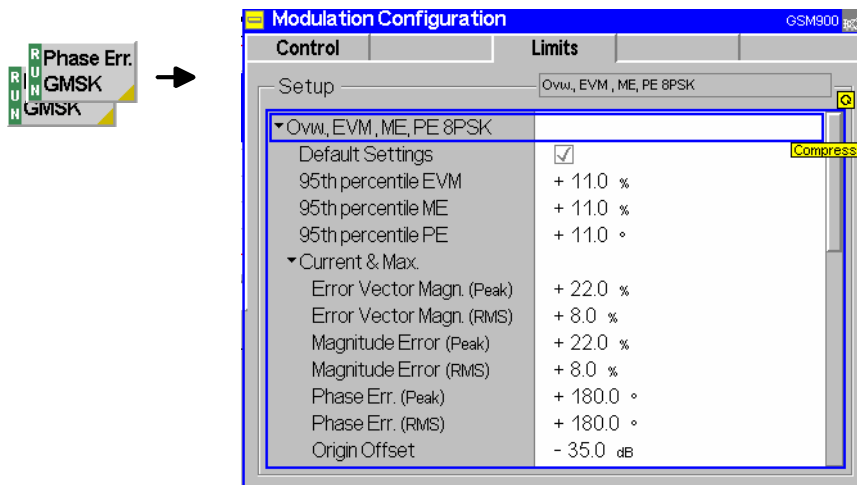 Modulation Configuration GSM900
Control Limits
RUN Phase Err.
GMSK
RUN GMSK
Setup Ovw., EVM , ME, PE 8PSK
Ovw., EVM , ME, PE 8PSK
Compress
Default Settings
95th percentile EVM + 11.0 %
95th percentile ME + 11.0 %
95th percentile PE + 11.0 °
Current & Max.
Error Vector Magn. (Peak) + 22.0 %
Error Vector Magn. (RMS) + 8.0 %
Magnitude Error (Peak) + 22.0 %
Magnitude Error (RMS) + 8.0 %
Phase Err. (Peak) + 180.0 °
Phase Err. (RMS) + 180.0 °
Origin Offset - 35.0 dB